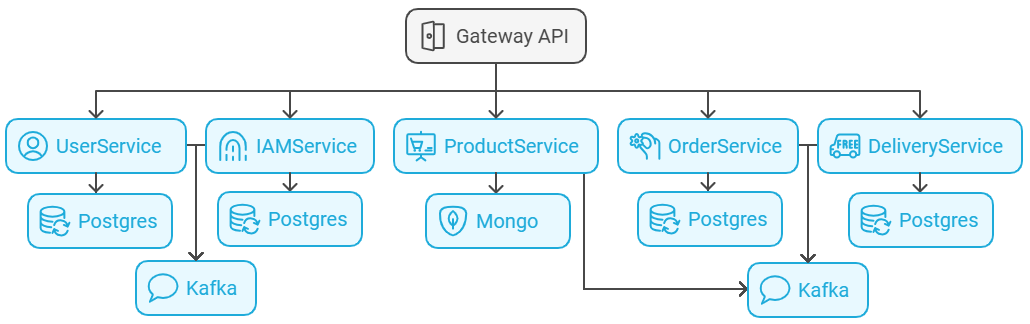 Gateway API
UserService
IAMService
ProductService
OrderService
FREE
DeliveryService
Postgres
Postgres
Mongo
Postgres
Postgres
Kafka
Kafka